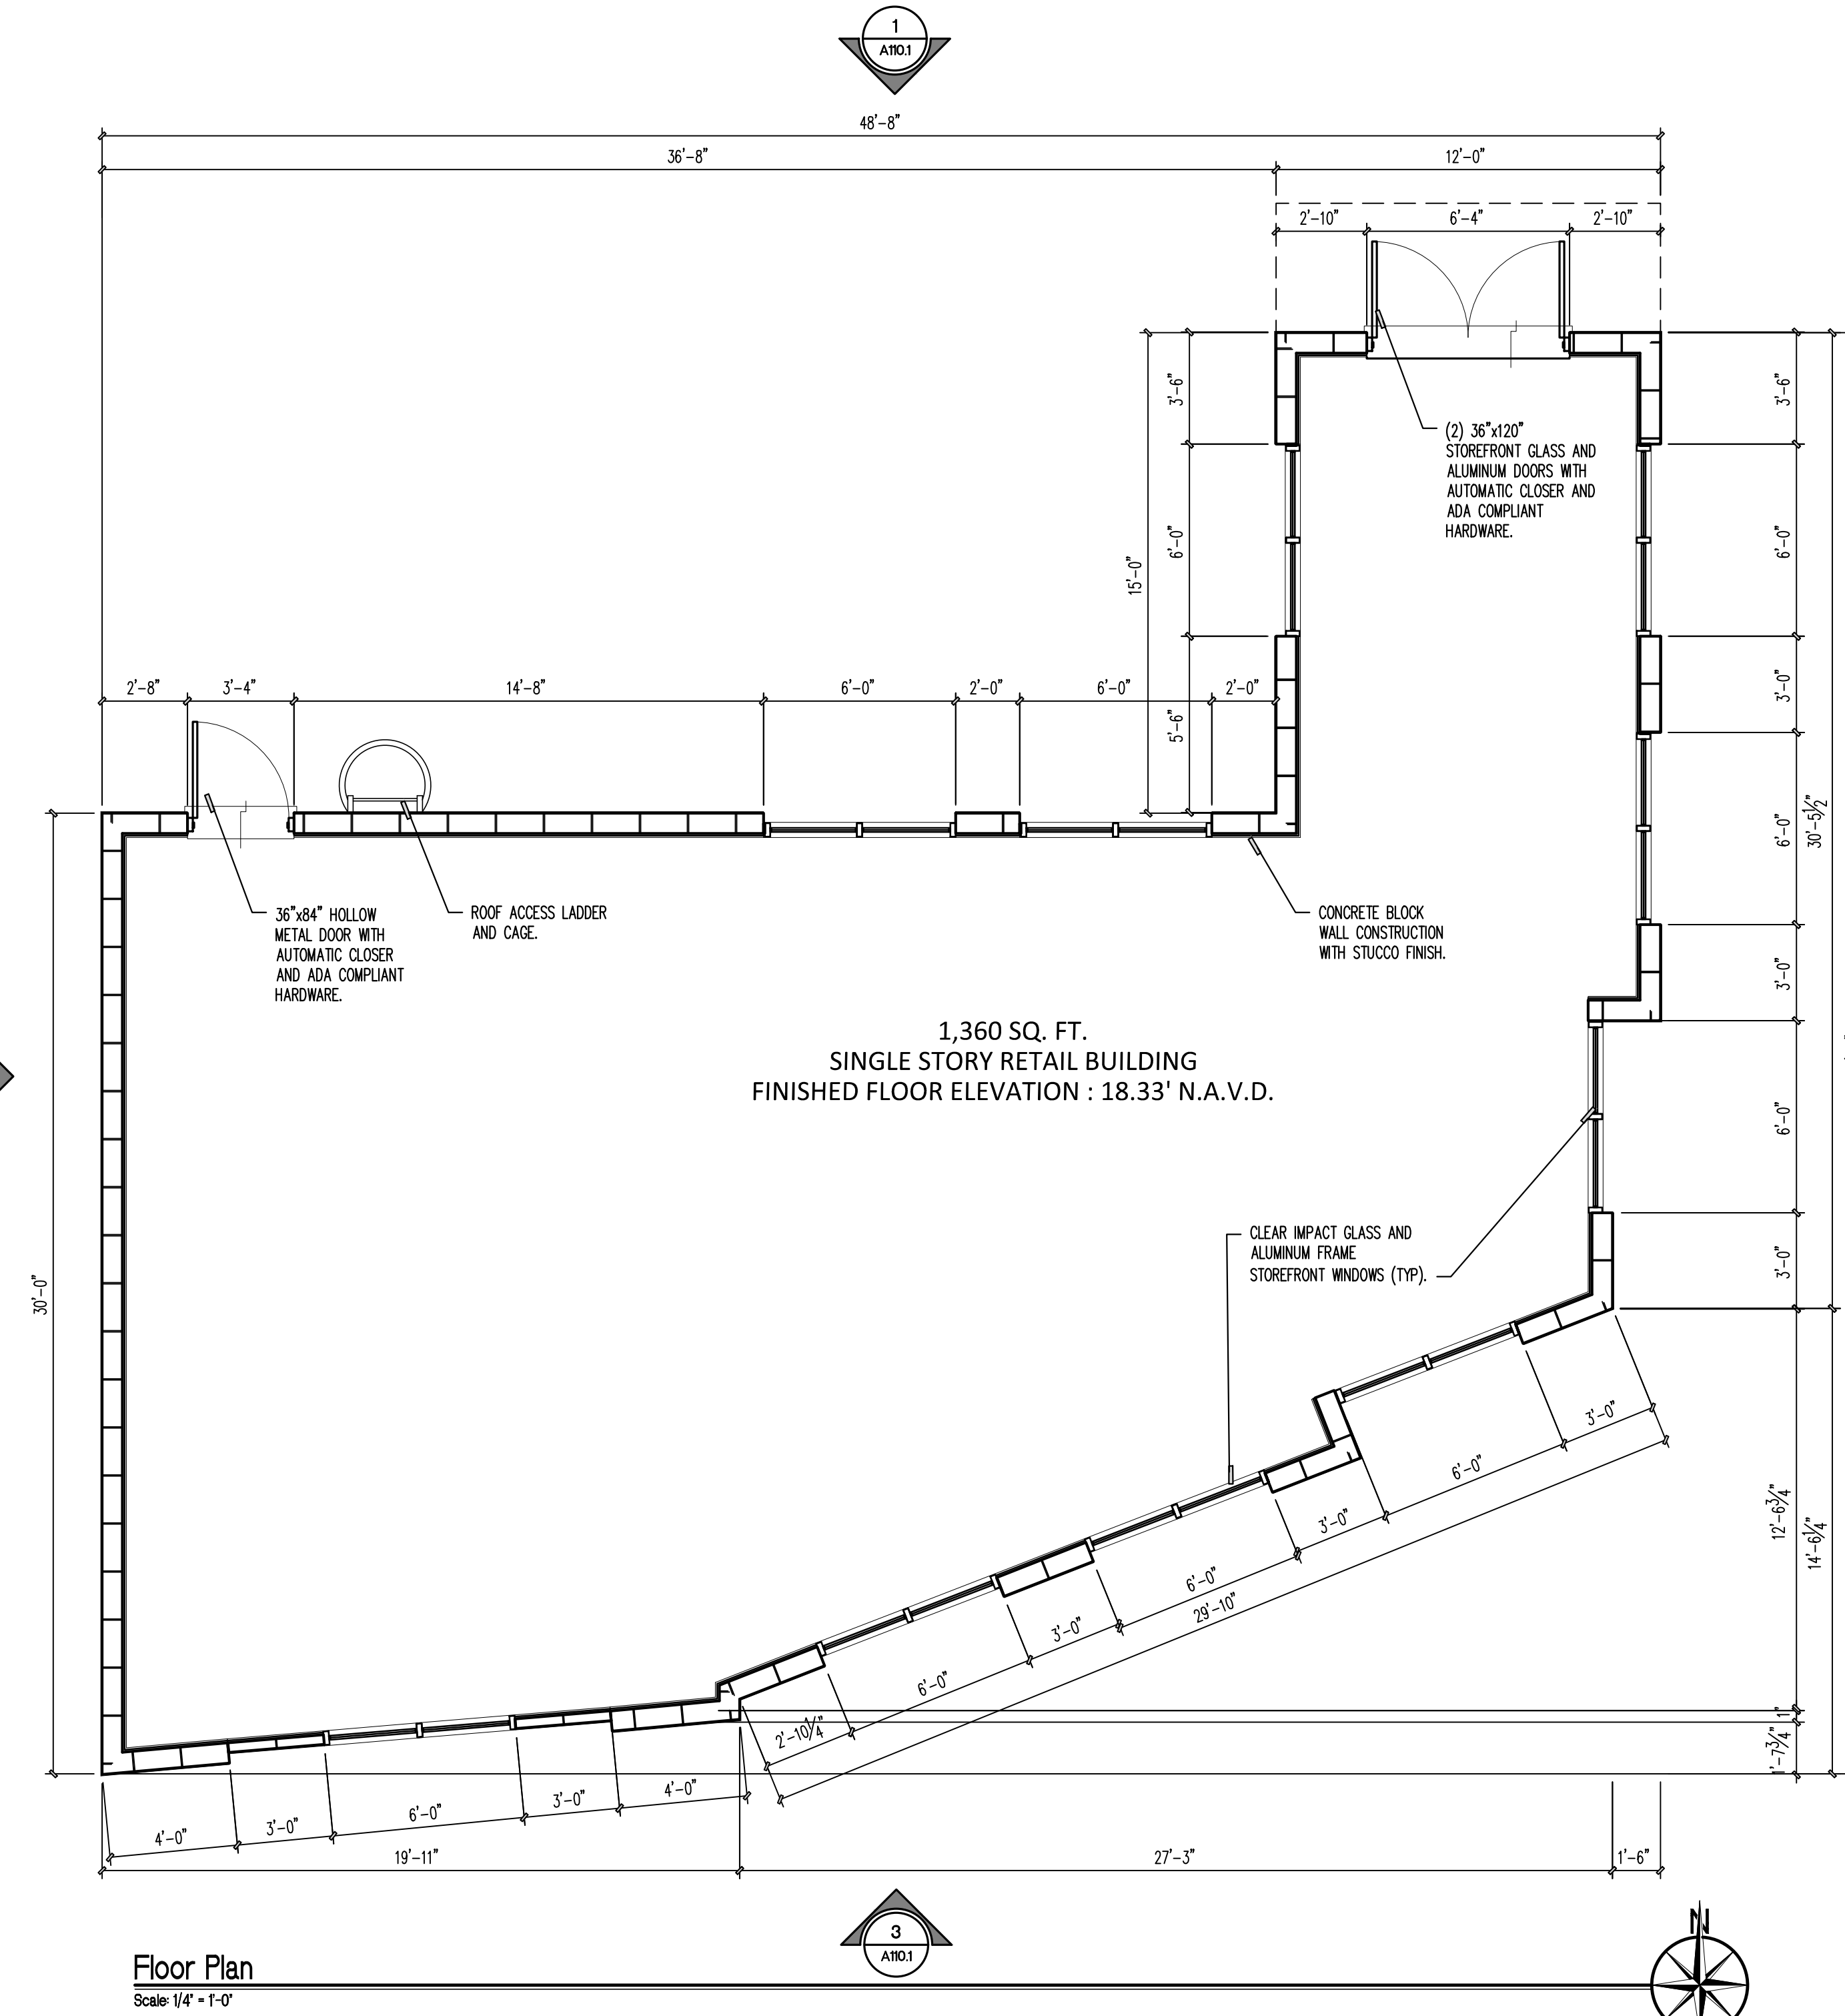 1
A110.1
48'-8"
36'-8"
12'-0"
2'-10"
6'-4"
2'-10"
3'-6"
3'-6"
(2) 36"x120"
STOREFRONT GLASS AND
ALUMINUM DOORS WITH
AUTOMATIC CLOSER AND
ADA COMPLIANT
HARDWARE.
6'-0"
6'-0"
15'-0"
2'-8"
3'-4"
14'-8"
6'-0"
2'-0"
6'-0"
2'-0"
5'-6"
3'-0"
6'-0"
30'-5½"
36"x84" HOLLOW
METAL DOOR WITH
AUTOMATIC CLOSER
AND ADA COMPLIANT
HARDWARE.
ROOF ACCESS LADDER
AND CAGE.
CONCRETE BLOCK
WALL CONSTRUCTION
WITH STUCCO FINISH.
3'-0"
1,360 SQ. FT.
SINGLE STORY RETAIL BUILDING
FINISHED FLOOR ELEVATION : 18.33' N.A.V.D.
6'-0"
CLEAR IMPACT GLASS AND
ALUMINUM FRAME
STOREFRONT WINDOWS (TYP).
3'-0"
30'-0"
3'-0"
6'-0"
3'-0"
6'-0"
29'-10"
3'-0"
6'-0"
2'-10¼"
12'-6¾"
14'-6¼"
1"
1'-7¾"
4'-0"
3'-0"
6'-0"
3'-0"
4'-0"
19'-11"
27'-3"
1'-6"
3
A110.1
N
Floor Plan
Scale: 1/4" = 1'-0"